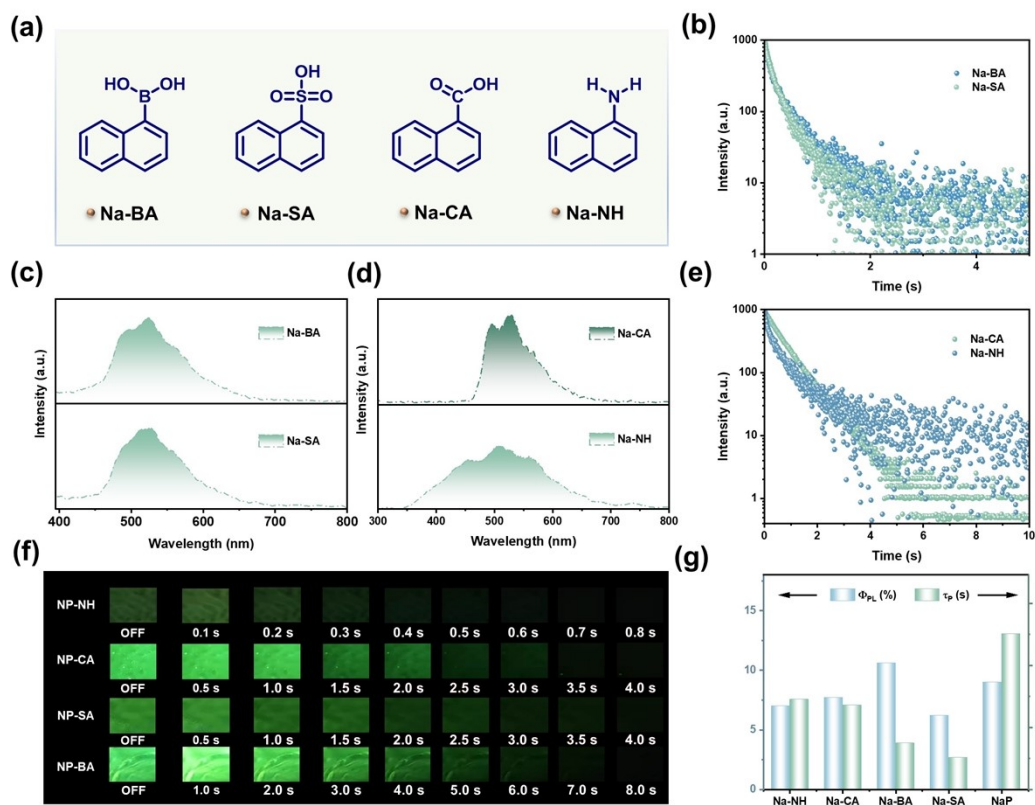 (a)
HO OH
B
OH
O=S=O
O OH
C
H H
N
Na-BA
Na-SA
Na-CA
Na-NH
(b)
Intensity (a.u.)
1000
100
10
1
Na-BA
Na-SA
0 2 4
Time (s)
(c)
Intensity (a.u.)
Na-BA
Na-SA
400 500 600 700 800
Wavelength (nm)
(d)
Intensity (a.u.)
Na-CA
Na-NH
300 400 500 600 700 800
Wavelength (nm)
(e)
Intensity (a.u.)
1000
100
10
1
Na-CA
Na-NH
0 2 4 6 8 10
Time (s)
(f)
NP-NH
OFF 0.1 s 0.2 s 0.3 s 0.4 s 0.5 s 0.6 s 0.7 s 0.8 s
NP-CA
OFF 0.5 s 1.0 s 1.5 s 2.0 s 2.5 s 3.0 s 3.5 s 4.0 s
NP-SA
OFF 0.5 s 1.0 s 1.5 s 2.0 s 2.5 s 3.0 s 3.5 s 4.0 s
NP-BA
OFF 1.0 s 2.0 s 3.0 s 4.0 s 5.0 s 6.0 s 7.0 s 8.0 s
(g)
ΦPL (%) τP (s)
15
10
5
0
Na-NH Na-CA Na-BA Na-SA NaP